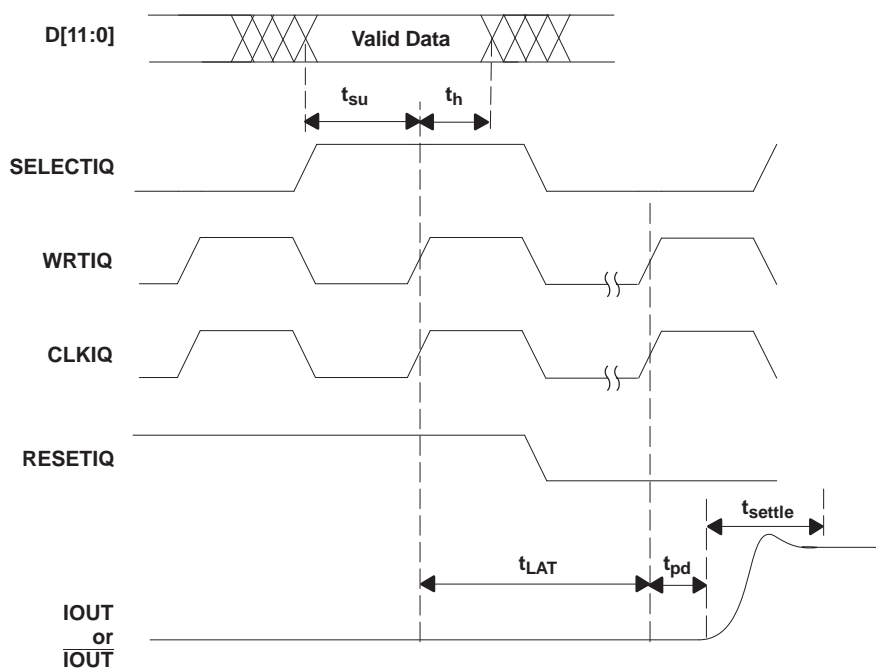 D[11:0]
Valid Data
tsu
th
SELECTIQ
WRTIQ
CLKIQ
RESETIQ
tsettle
tLAT
tpd
IOUT
or
IOUT